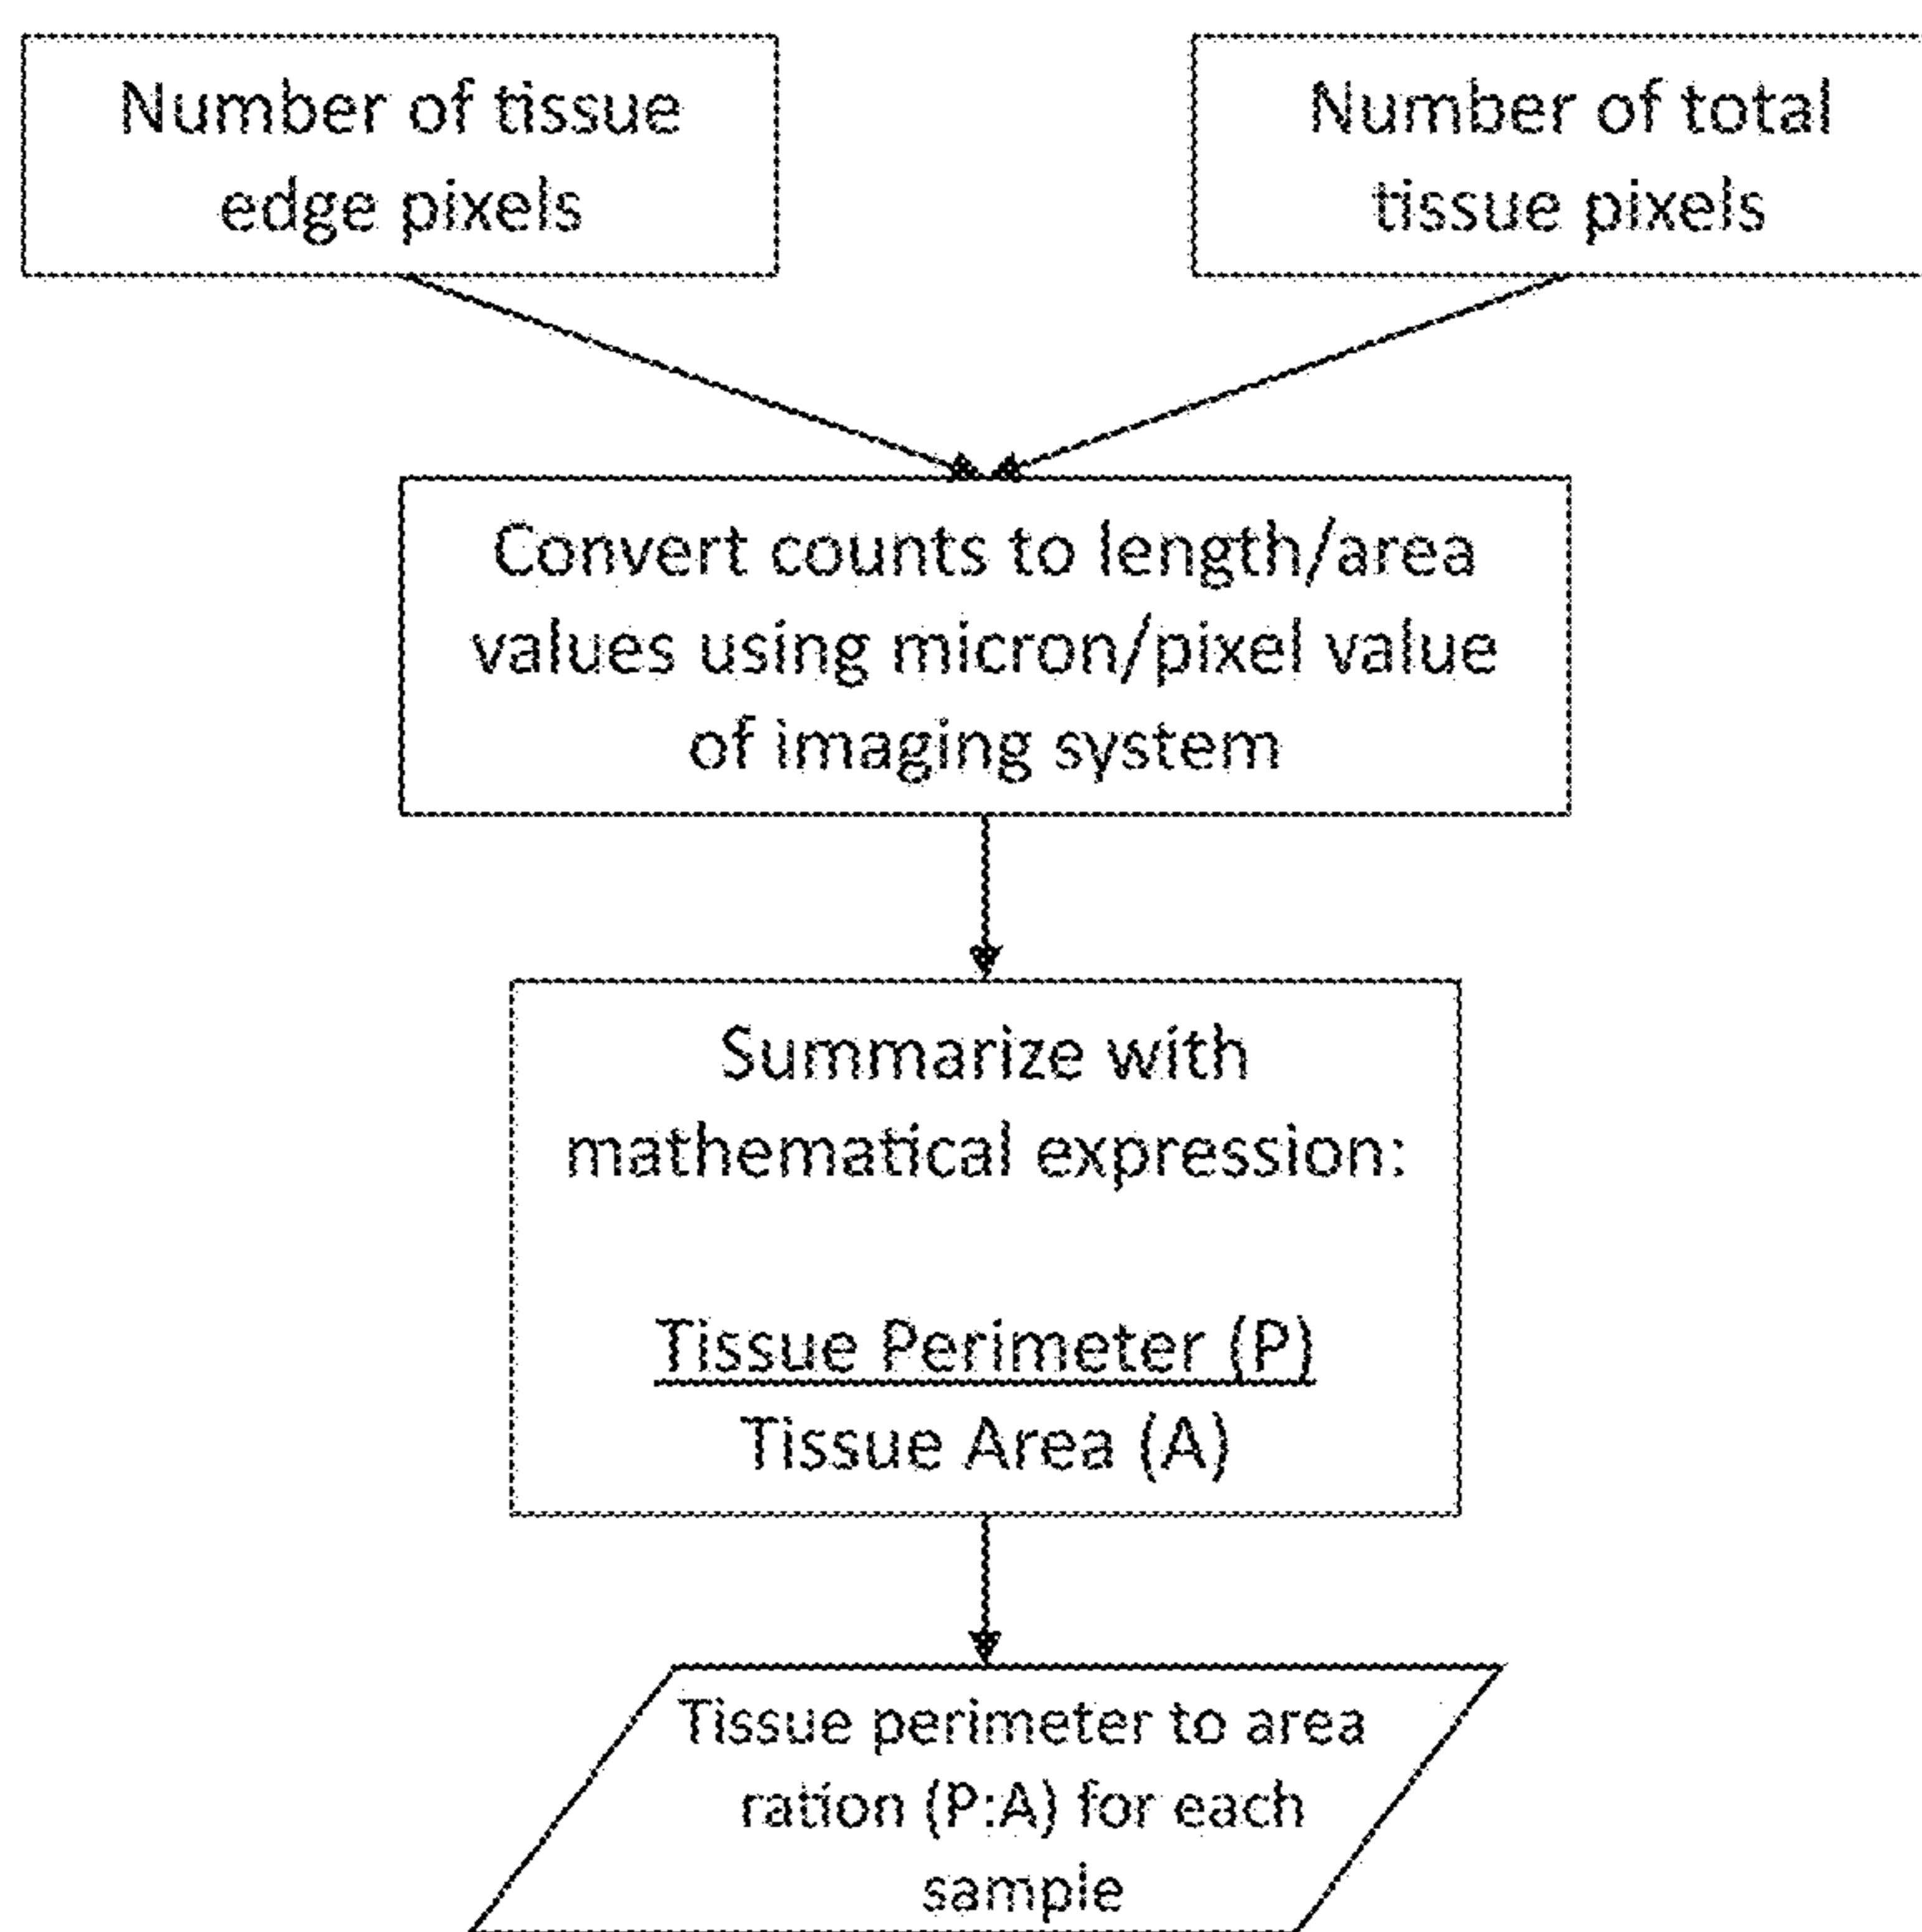 Number of tissue
edge pixels
Number of total
tissue pixels
Convert counts to length/area
values using micron/pixel value
of imaging system
Summarize with
mathematical expression:
Tissue Perimeter (P)
Tissue Area (A)
Tissue perimeter to area
ration (P:A) for each
sample